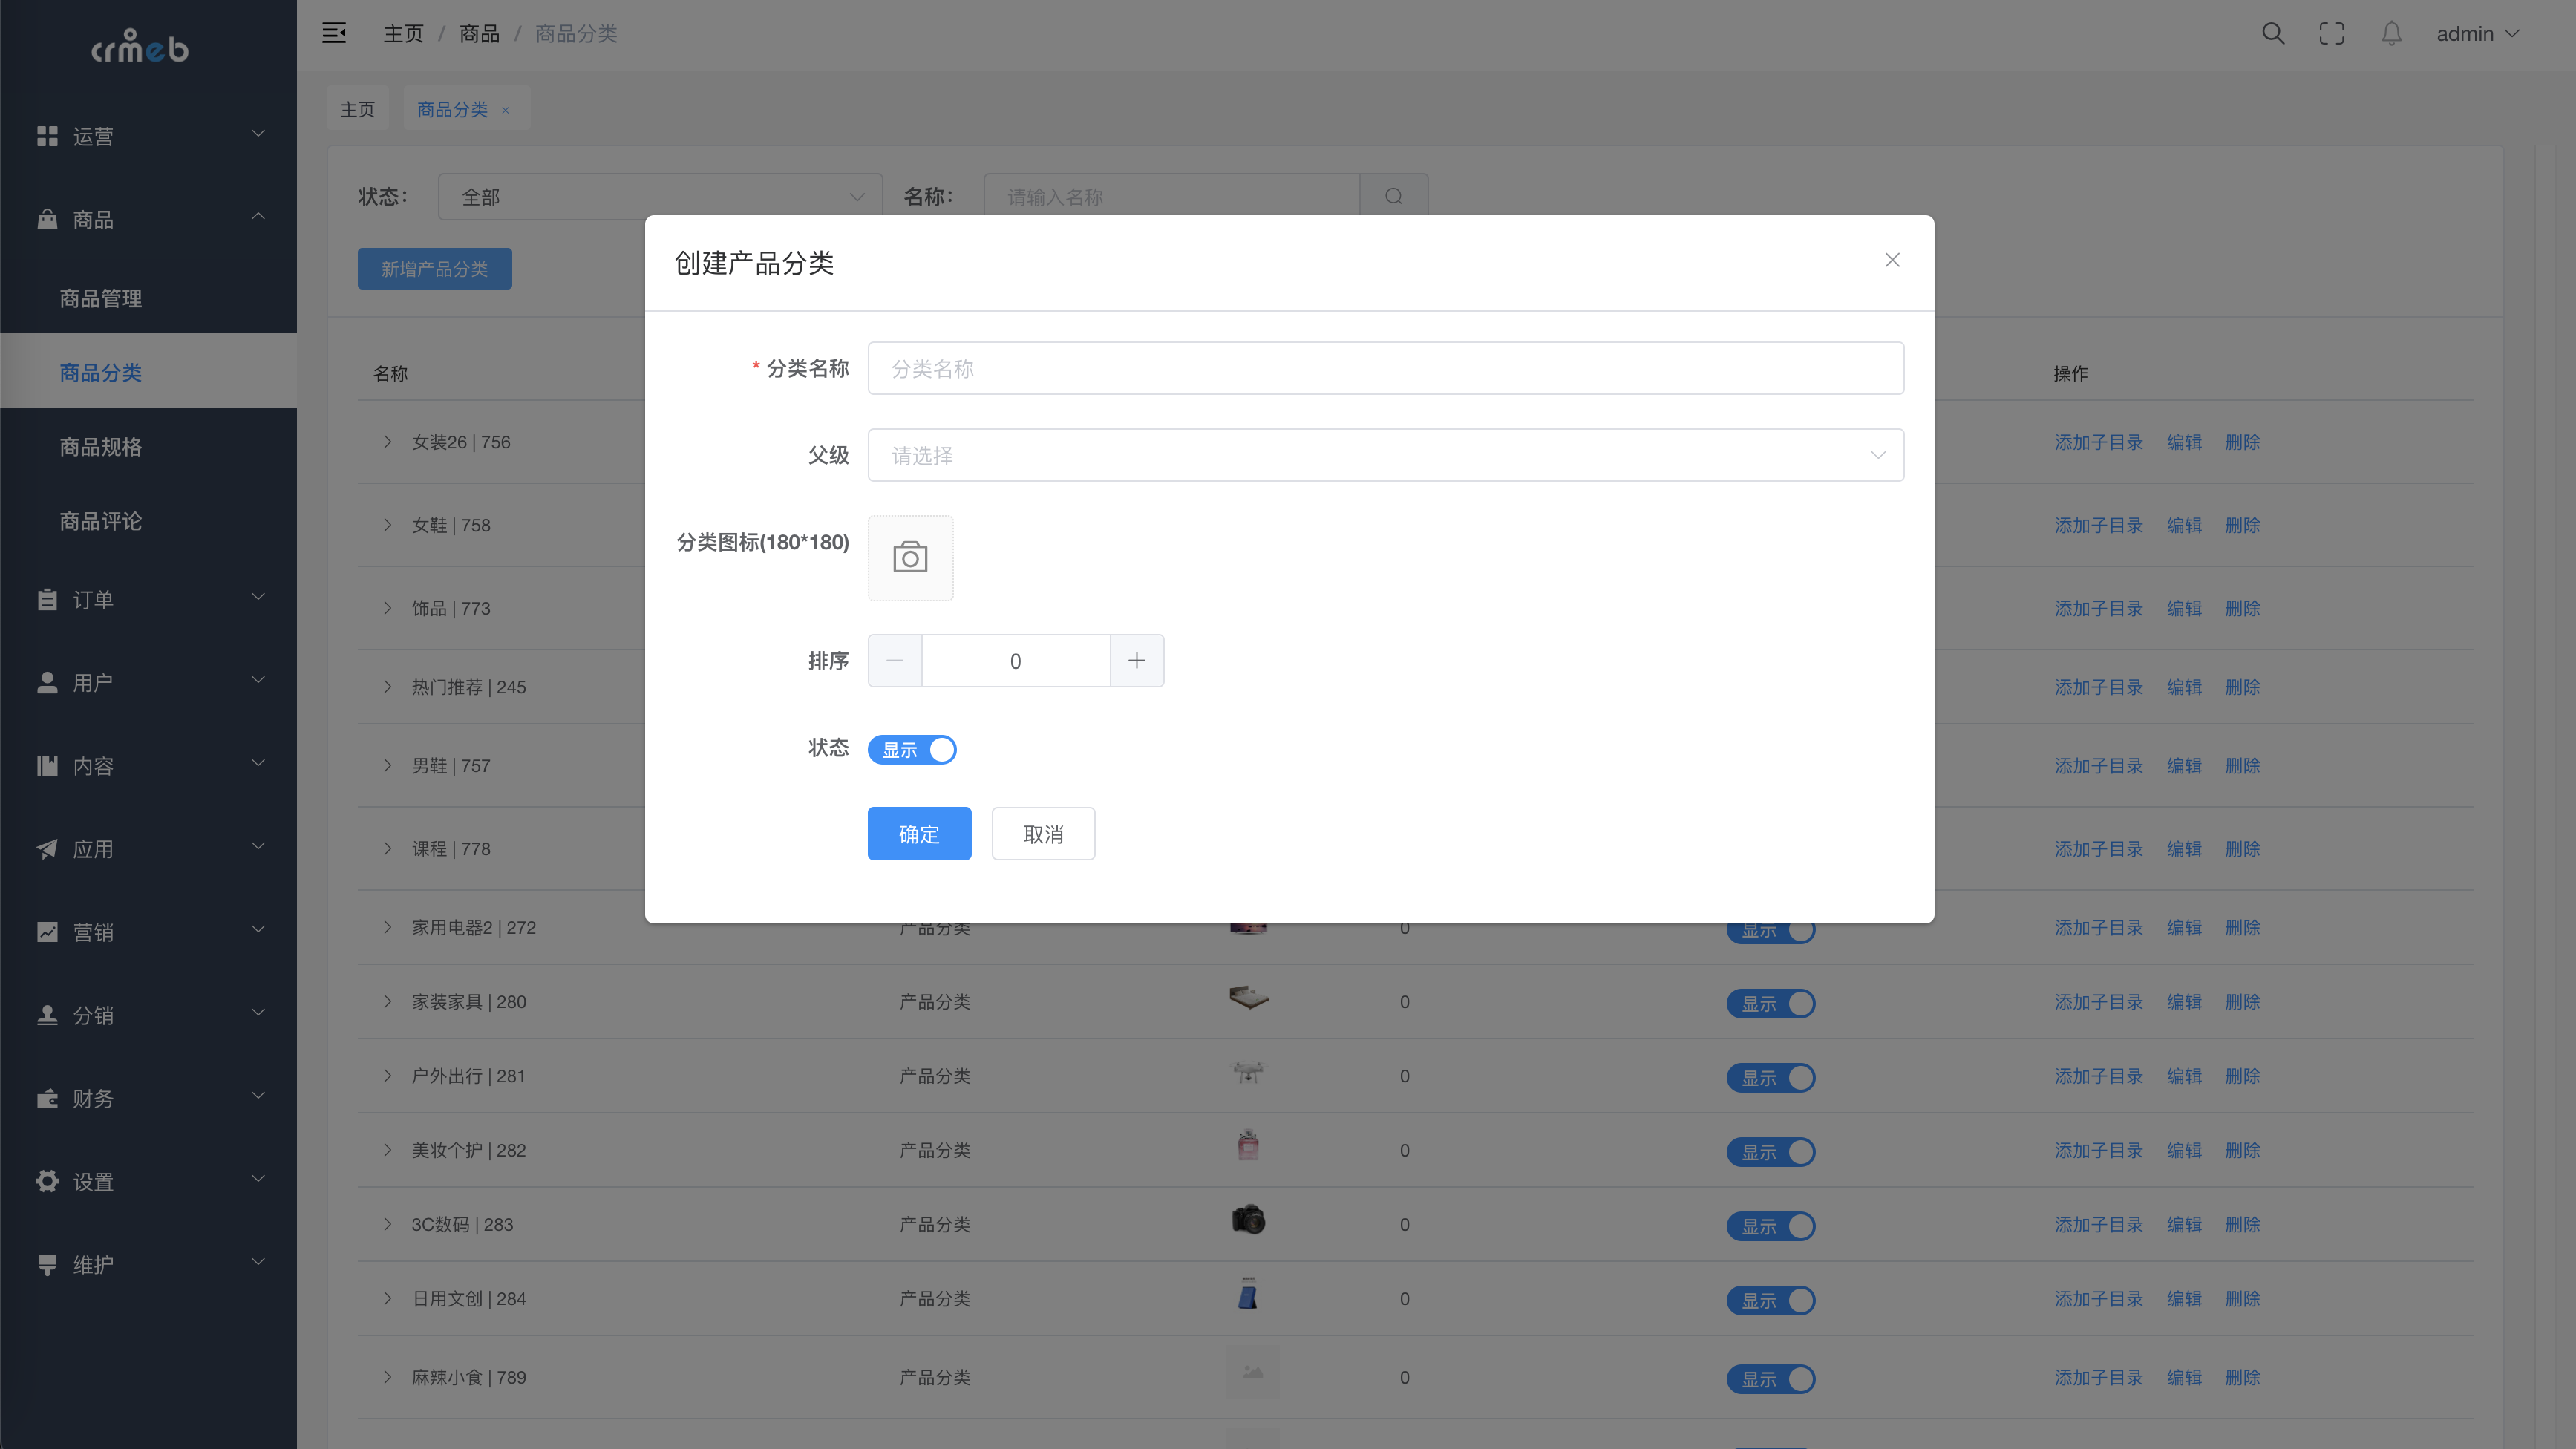 crmeb
主页 / 商品 / 商品分类
admin
运营
商品
商品管理
商品分类
商品规格
商品评论
订单
用户
内容
应用
营销
分销
财务
设置
维护
主页
商品分类 ×
状态： 全部 名称： 请输入名称
新增产品分类
名称 操作
女装26 | 756 添加子目录 编辑 删除
女鞋 | 758 添加子目录 编辑 删除
饰品 | 773 添加子目录 编辑 删除
热门推荐 | 245 添加子目录 编辑 删除
男鞋 | 757 添加子目录 编辑 删除
课程 | 778 添加子目录 编辑 删除
家用电器2 | 272 产品分类 0 显示 添加子目录 编辑 删除
家装家具 | 280 产品分类 0 显示 添加子目录 编辑 删除
户外出行 | 281 产品分类 0 显示 添加子目录 编辑 删除
美妆个护 | 282 产品分类 0 显示 添加子目录 编辑 删除
3C数码 | 283 产品分类 0 显示 添加子目录 编辑 删除
日用文创 | 284 产品分类 0 显示 添加子目录 编辑 删除
麻辣小食 | 789 产品分类 0 显示 添加子目录 编辑 删除
创建产品分类
* 分类名称 分类名称
父级 请选择
分类图标(180*180)
排序 0
状态 显示
确定 取消